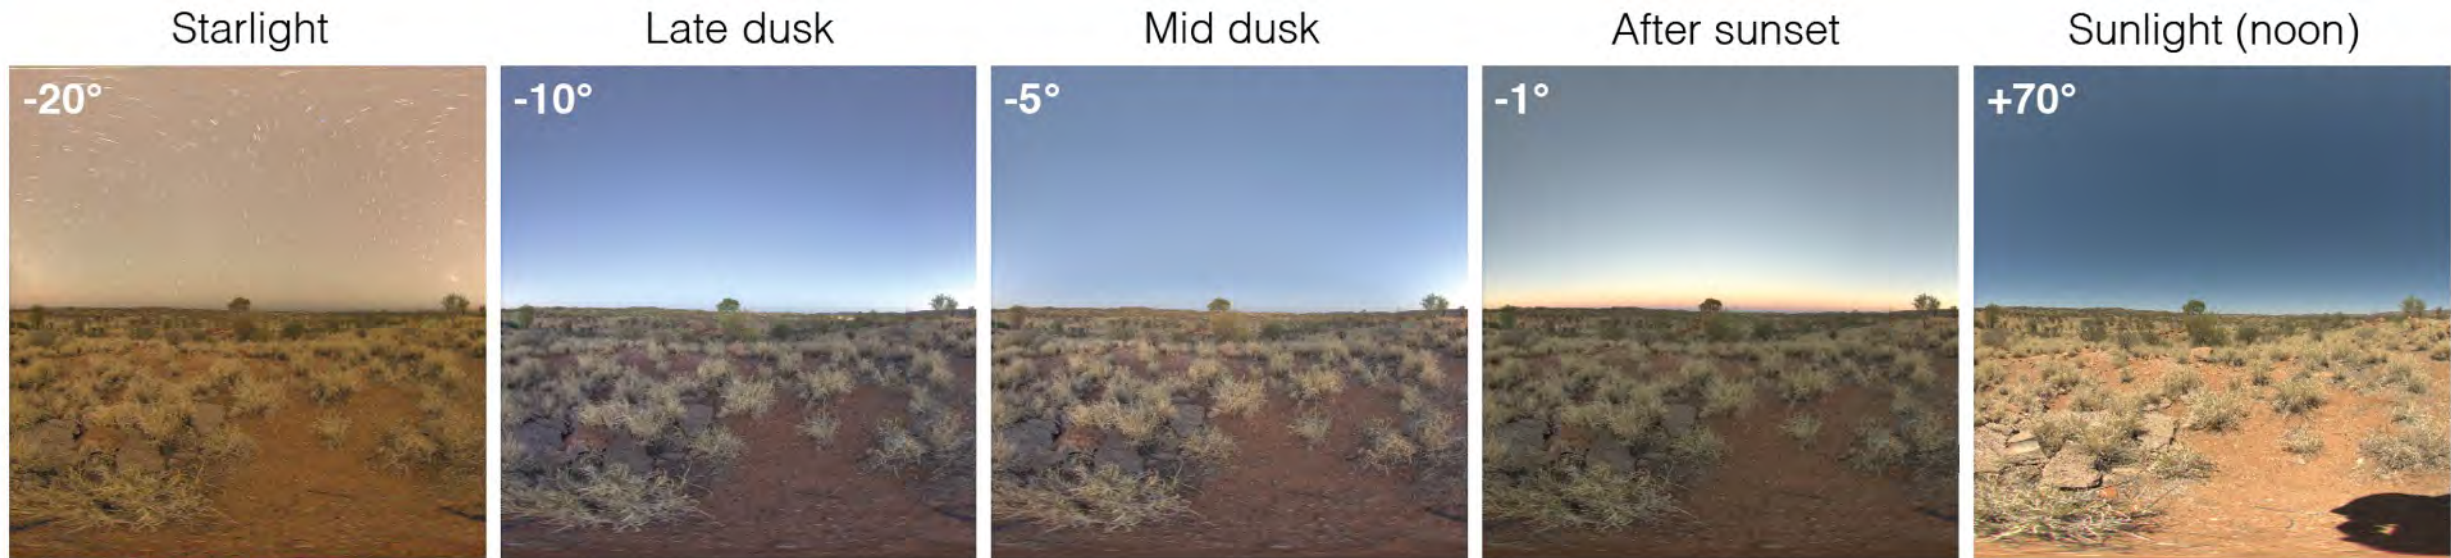 Starlight
Late dusk
Mid dusk
After sunset
Sunlight (noon)
-20°
-10°
-5°
-1°
+70°